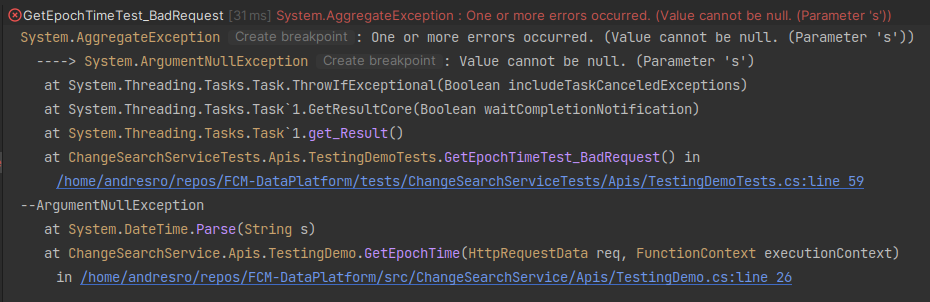 GetEpochTimeTest_BadRequest [31 ms] System.AggregateException : One or more errors occurred. (Value cannot be null. (Parameter 's'))
System.AggregateException Create breakpoint : One or more errors occurred. (Value cannot be null. (Parameter 's'))
----> System.ArgumentNullException Create breakpoint : Value cannot be null. (Parameter 's')
at System.Threading.Tasks.Task.ThrowIfExceptional(Boolean includeTaskCanceledExceptions)
at System.Threading.Tasks.Task`1.GetResultCore(Boolean waitCompletionNotification)
at System.Threading.Tasks.Task`1.get_Result()
at ChangeSearchServiceTests.Apis.TestingDemoTests.GetEpochTimeTest_BadRequest() in
/home/andresro/repos/FCM-DataPlatform/tests/ChangeSearchServiceTests/Apis/TestingDemoTests.cs:line 59
--ArgumentNullException
at System.DateTime.Parse(String s)
at ChangeSearchService.Apis.TestingDemo.GetEpochTime(HttpRequestData req, FunctionContext executionContext)
in /home/andresro/repos/FCM-DataPlatform/src/ChangeSearchService/Apis/TestingDemo.cs:line 26